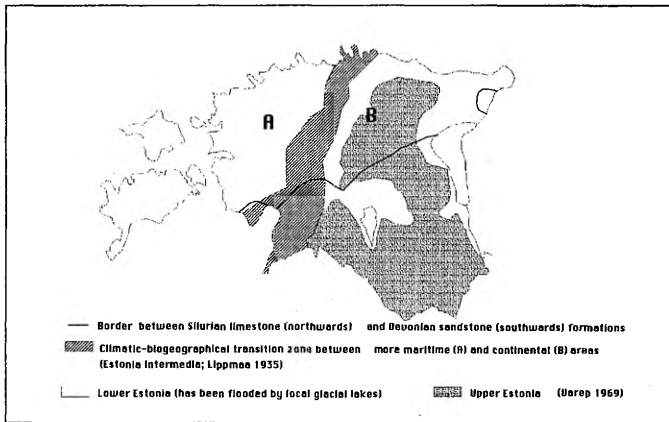 A
B
Border between Silurian limestone (northwards) and Devonian sandstone (southwards) formations
Climatic-biogeographical transition zone between more maritime (A) and continental (B) areas
(Estonia intermedia; Lippmaa 1935)
Lower Estonia (has been flooded by local glacial lakes) Upper Estonia (Varep 1969)